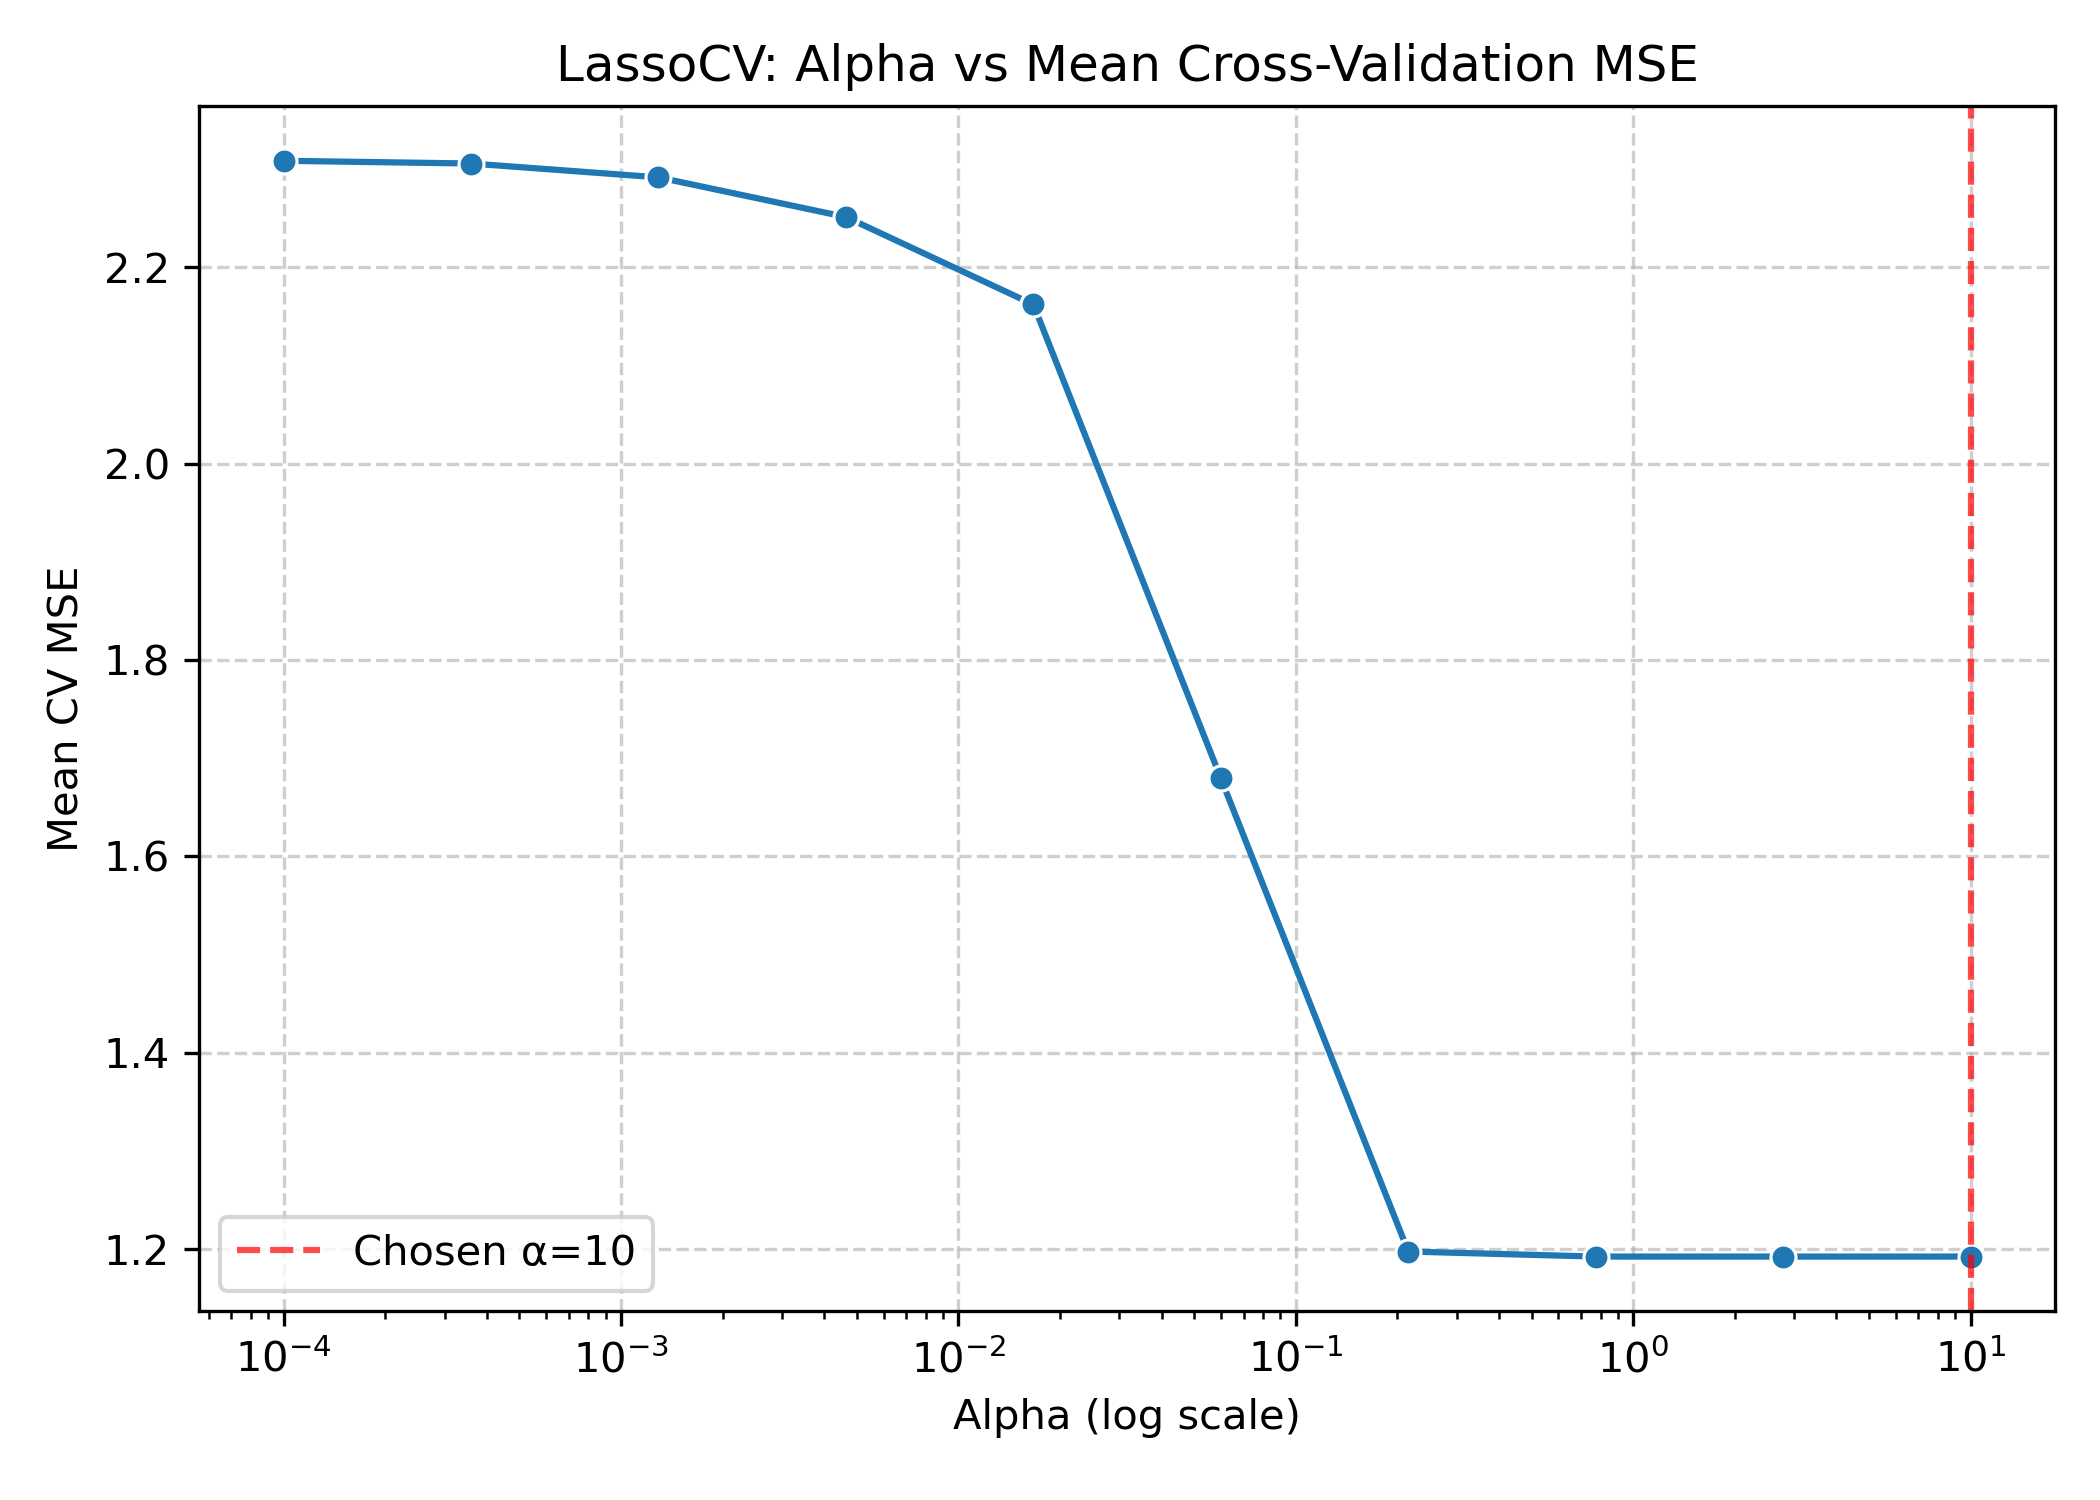 LassoCV: Alpha vs Mean Cross-Validation MSE
Mean CV MSE
2.2
2.0
1.8
1.6
1.4
1.2
Chosen α=10
10⁻⁴ 10⁻³ 10⁻² 10⁻¹ 10⁰ 10¹
Alpha (log scale)